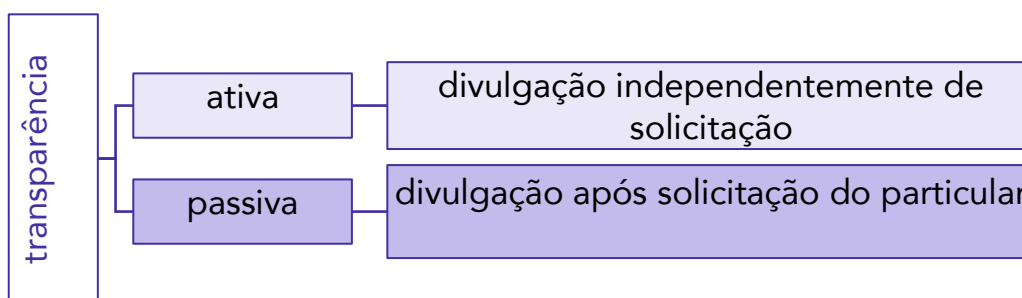 transparência
ativa
divulgação independentemente de
solicitação
passiva
divulgação após solicitação do particular